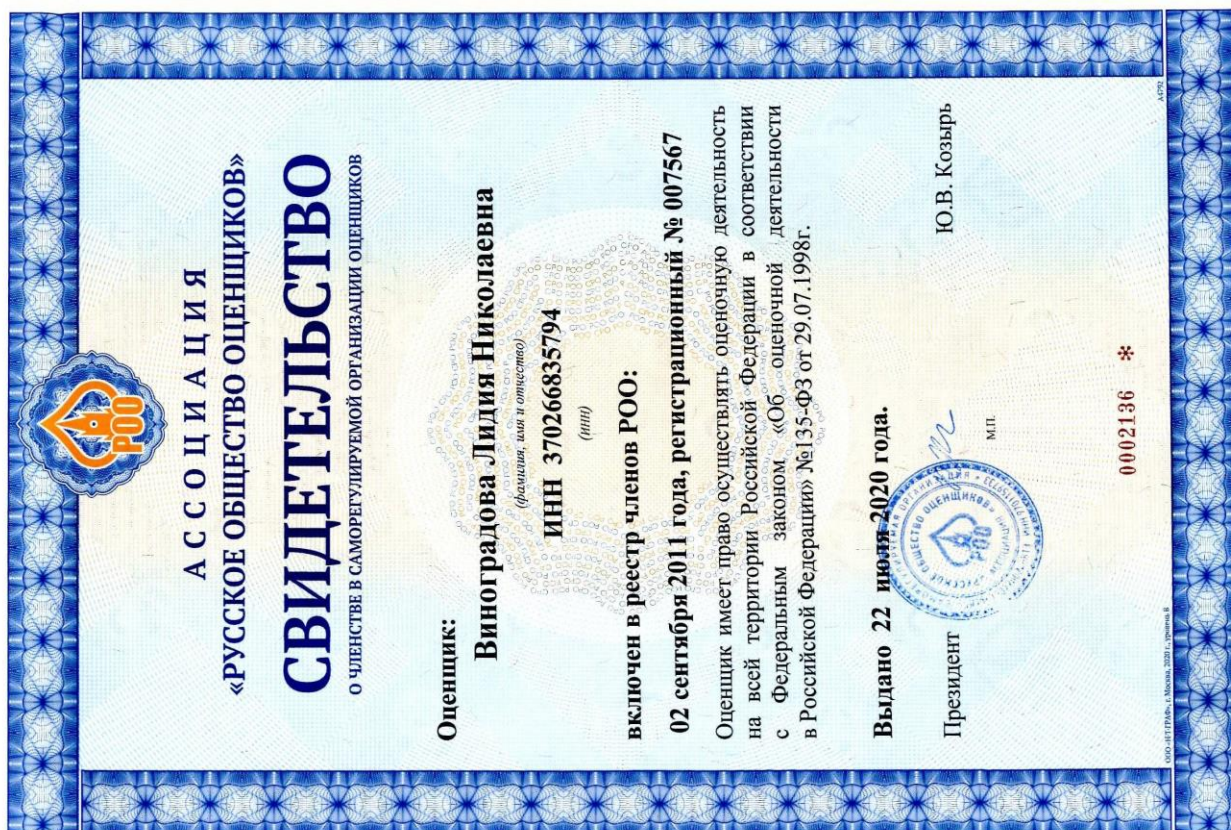 РОО
АССОЦИАЦИЯ
«РУССКОЕ ОБЩЕСТВО ОЦЕНЩИКОВ»
СВИДЕТЕЛЬСТВО
О ЧЛЕНСТВЕ В САМОРЕГУЛИРУЕМОЙ ОРГАНИЗАЦИИ ОЦЕНЩИКОВ
Оценщик:
Виноградова Лидия Николаевна
(фамилия, имя и отчество)
ИНН 370266835794
(инн)
включен в реестр членов РОО:
02 сентября 2011 года, регистрационный № 007567
Оценщик имеет право осуществлять оценочную деятельность
на всей территории Российской Федерации в соответствии
с Федеральным законом «Об оценочной деятельности
в Российской Федерации» №135-ФЗ от 29.07.1998г.
Выдано 22 июля 2020 года.
Президент
Ю.В. Козырь
М.П.
РОО
0002136 *
А4792